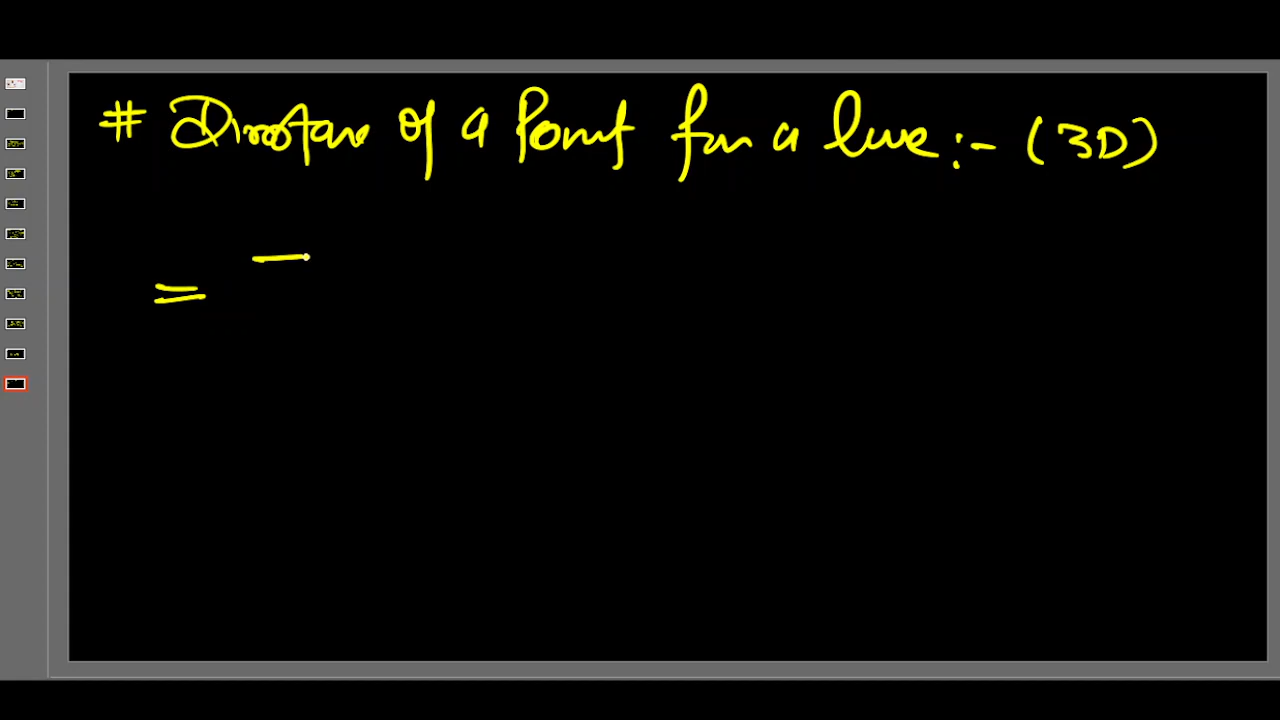 # Distance of a Point from a line :- (3D)
=